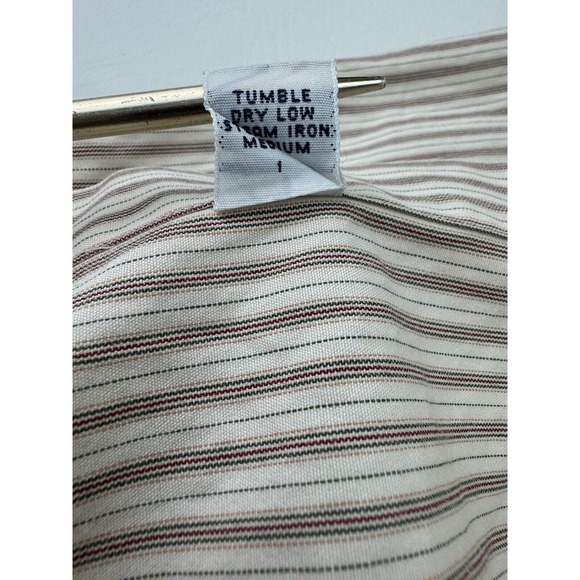 TUMBLE
DRY LOW
STEAM IRON
MEDIUM
1